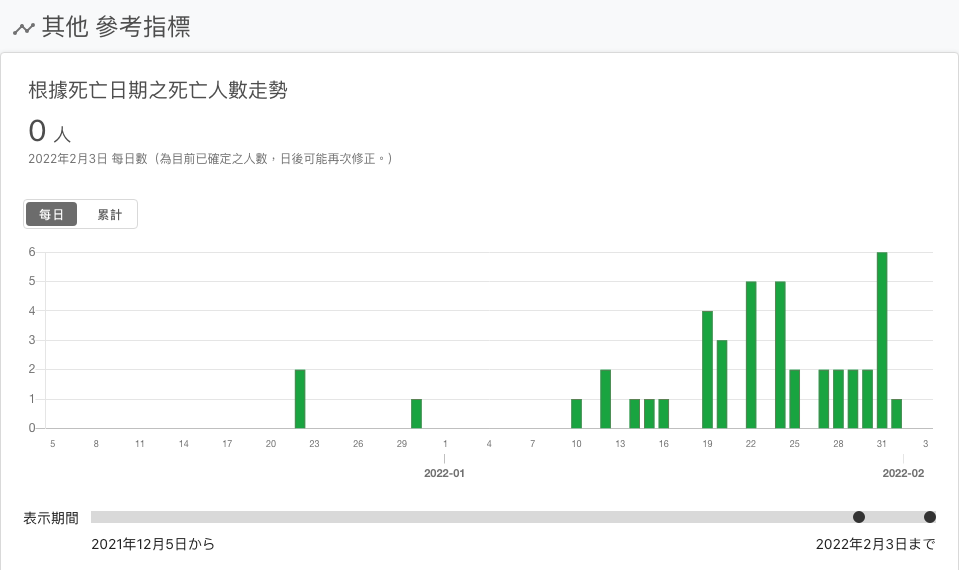 其他 參考指標
根據死亡日期之死亡人數走勢
0 人
2022年2月3日 每日數（為目前已確定之人數，日後可能再次修正。）
每日 累計
6
5
4
3
2
1
0
5 8 11 14 17 20 23 26 29 1 4 7 10 13 16 19 22 25 28 31 3
2022-01 2022-02
表示期間
2021年12月5日から 2022年2月3日まで